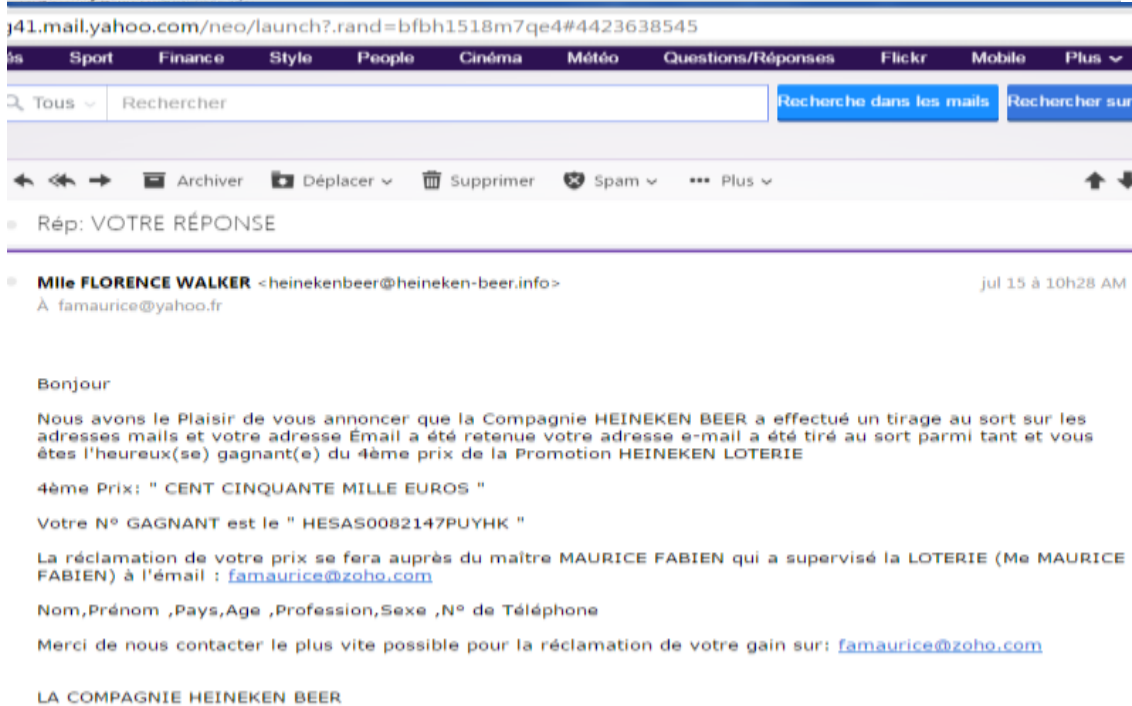 g41.mail.yahoo.com/neo/launch?.rand=bfbh1518m7qe4#4423638545
Sport Finance Style People Cinéma Météo Questions/Réponses Flickr Mobile Plus
Tous Rechercher Recherche dans les mails Rechercher sur
Archiver Déplacer Supprimer Spam Plus
Rép: VOTRE RÉPONSE
Mlle FLORENCE WALKER <heinekenbeer@heineken-beer.info> jul 15 à 10h28 AM
À famaurice@yahoo.fr
Bonjour
Nous avons le Plaisir de vous annoncer que la Compagnie HEINEKEN BEER a effectué un tirage au sort sur les
adresses mails et votre adresse Émail a été retenue votre adresse e-mail a été tiré au sort parmi tant et vous
êtes l'heureux(se) gagnant(e) du 4ème prix de la Promotion HEINEKEN LOTERIE
4ème Prix: " CENT CINQUANTE MILLE EUROS "
Votre Nº GAGNANT est le " HESAS0082147PUYHK "
La réclamation de votre prix se fera auprès du maître MAURICE FABIEN qui a supervisé la LOTERIE (Me MAURICE
FABIEN) à l'émail : famaurice@zoho.com
Nom,Prénom ,Pays,Age ,Profession,Sexe ,Nº de Téléphone
Merci de nous contacter le plus vite possible pour la réclamation de votre gain sur: famaurice@zoho.com
LA COMPAGNIE HEINEKEN BEER